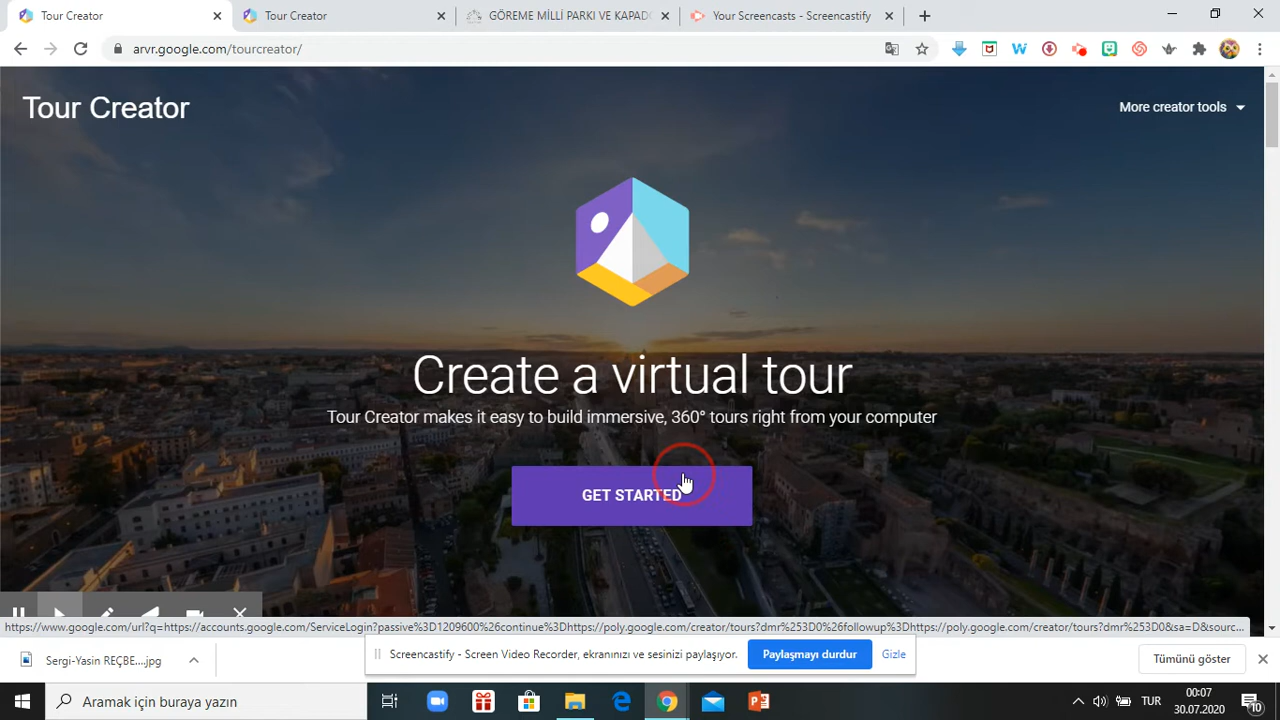 Tour Creator
Tour Creator
GÖREME MİLLİ PARKI VE KAPADO
Your Screencasts - Screencastify
arvr.google.com/tourcreator/
Tour Creator
More creator tools
Create a virtual tour
Tour Creator makes it easy to build immersive, 360° tours right from your computer
GET STARTED
https://www.google.com/url?q=https://accounts.google.com/ServiceLogin?passive%3D1209600%26continue%3Dhttps://poly.google.com/creator/tours?dmr%253D0%26followup%3Dhttps://poly.google.com/creator/tours?dmr%253D0&sa=D&sourc...
Sergi-Yasin REÇBE....jpg
Screencastify - Screen Video Recorder, ekranınızı ve sesinizi paylaşıyor.
Paylaşmayı durdur
Gizle
Tümünü göster
Aramak için buraya yazın
TUR
00:07
30.07.2020
10